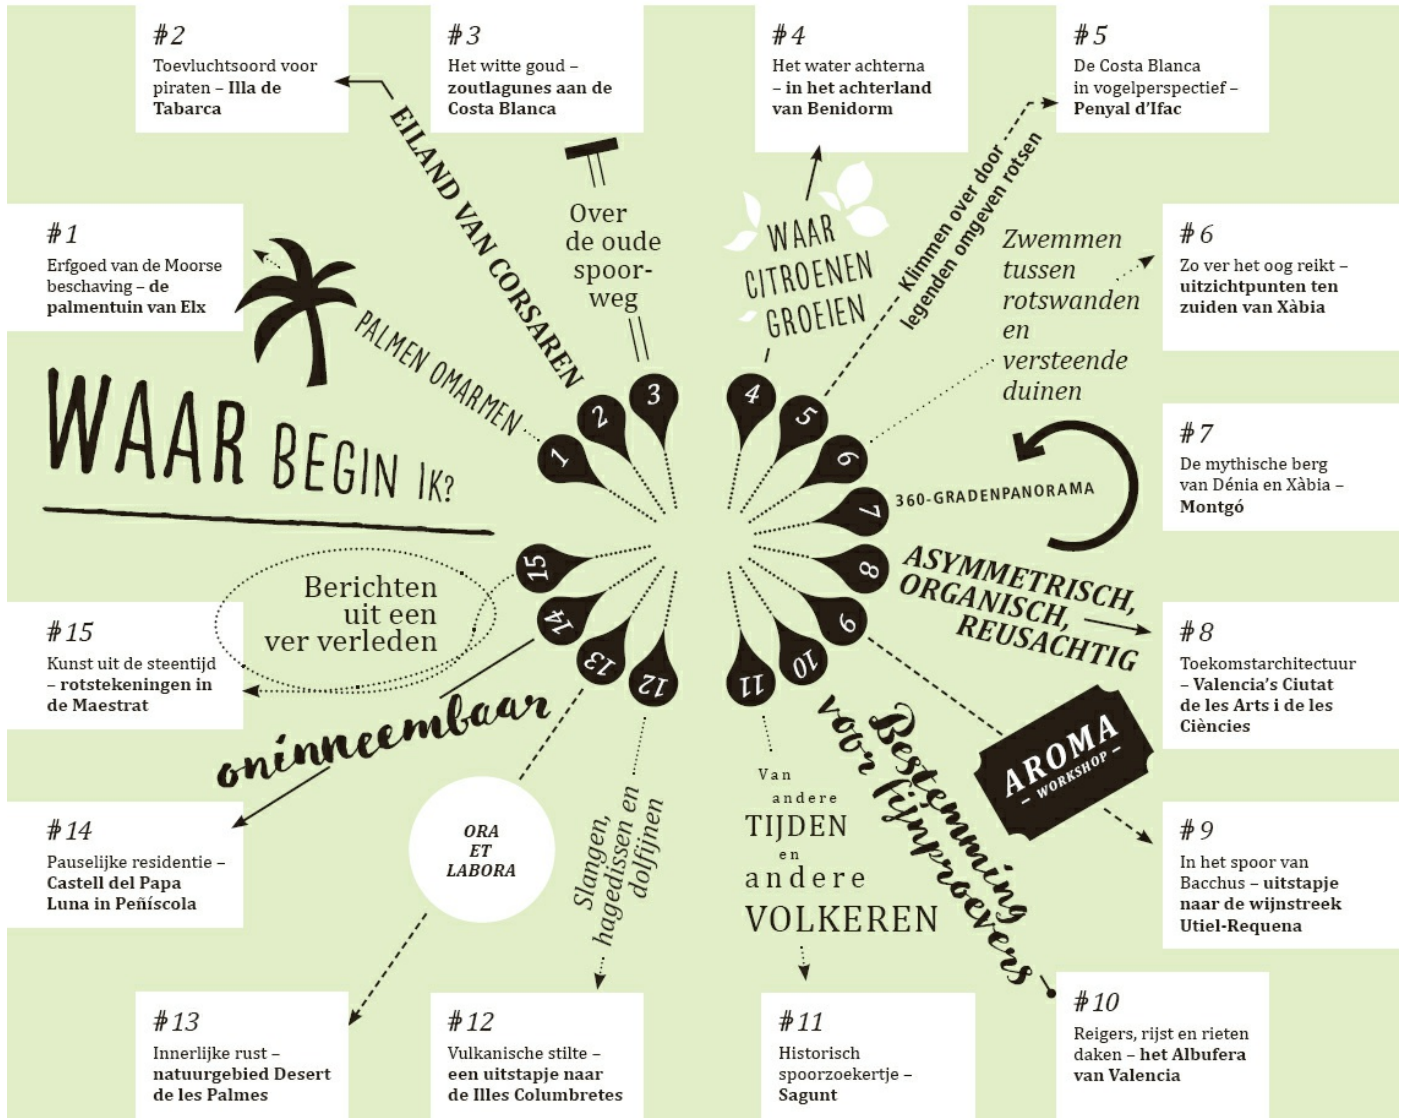 #2
Toevluchtsoord voor
piraten – Illa de
Tabarca
#3
Het witte goud –
zoutlagunes aan de
Costa Blanca
#4
Het water achterna
– in het achterland
van Benidorm
#5
De Costa Blanca
in vogelperspectief –
Penyal d'Ifac
#1
Erfgoed van de Moorse
beschaving – de
palmentuin van Elx
PALMEN OMARMEN
EILAND VAN CORSAREN
Over
de oude
spoor-
weg
WAAR
CITROENEN
GROEIEN
Klimmen over door
legenden omgeven rotsen
Zwemmen
tussen
rotswanden
en
versteende
duinen
#6
Zo ver het oog reikt –
uitzichtpunten ten
zuiden van Xàbia
WAAR BEGIN IK?
1
2
3
4
5
6
7
8
9
10
11
12
13
14
15
360-GRADENPANORAMA
#7
De mythische berg
van Dénia en Xàbia –
Montgó
ASYMMETRISCH,
ORGANISCH,
REUSACHTIG
#8
Toekomstarchitectuur
– Valencia's Ciutat
de les Arts i de les
Ciències
Berichten
uit een
ver verleden
#15
Kunst uit de steentijd
– rotstekeningen in
de Maestrat
oninneembaar
#14
Pauselijke residentie –
Castell del Papa
Luna in Peñíscola
ORA
ET
LABORA
Slangen,
hagedissen en
dolfijnen
Van
andere
TIJDEN
en
andere
VOLKEREN
Bestemming
voor fijnproevers
AROMA
– WORKSHOP –
#9
In het spoor van
Bacchus – uitstapje
naar de wijnstreek
Utiel-Requena
#13
Innerlijke rust –
natuurgebied Desert
de les Palmes
#12
Vulkanische stilte –
een uitstapje naar
de Illes Columbretes
#11
Historisch
spoorzoekertje –
Sagunt
#10
Reigers, rijst en rieten
daken – het Albufera
van Valencia